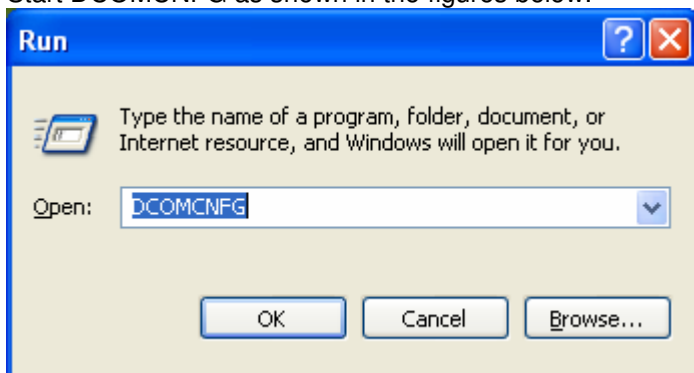 Start DCOMCNFG as shown in the figures below:
Run
Type the name of a program, folder, document, or
Internet resource, and Windows will open it for you.
Open: DCOMCNFG
OK Cancel Browse...